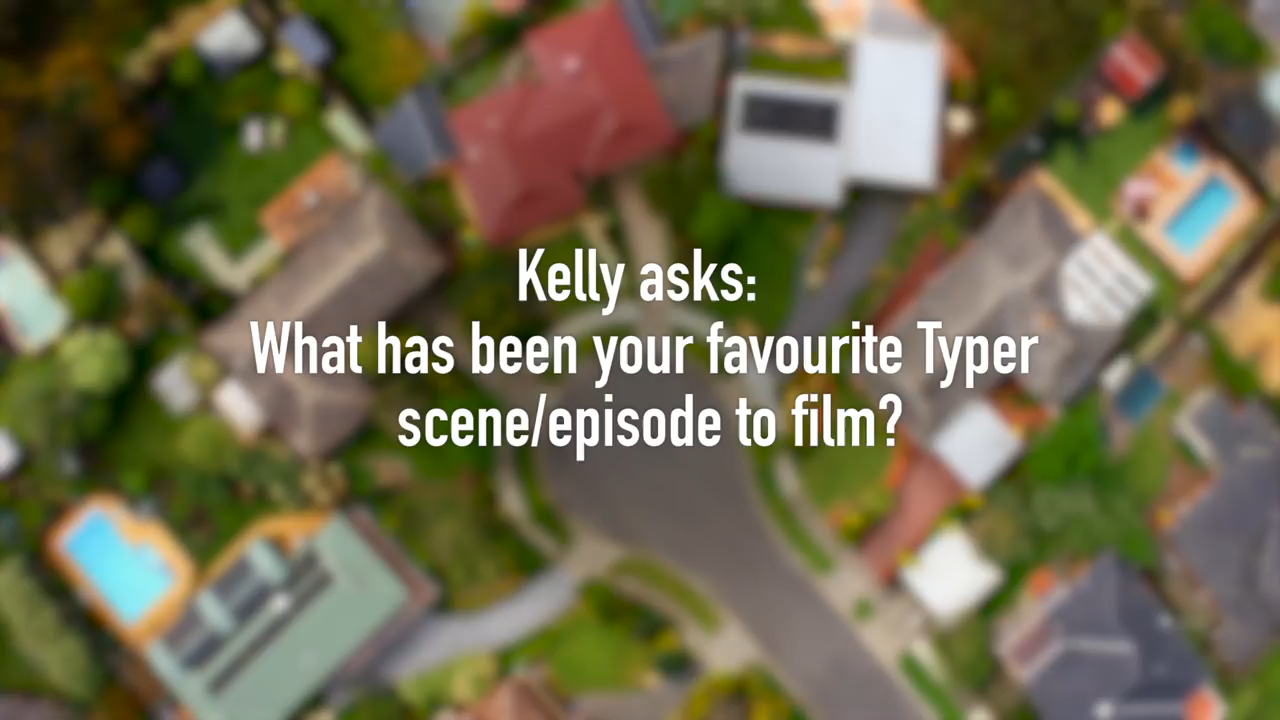 Kelly asks:
What has been your favourite Typer
scene/episode to film?